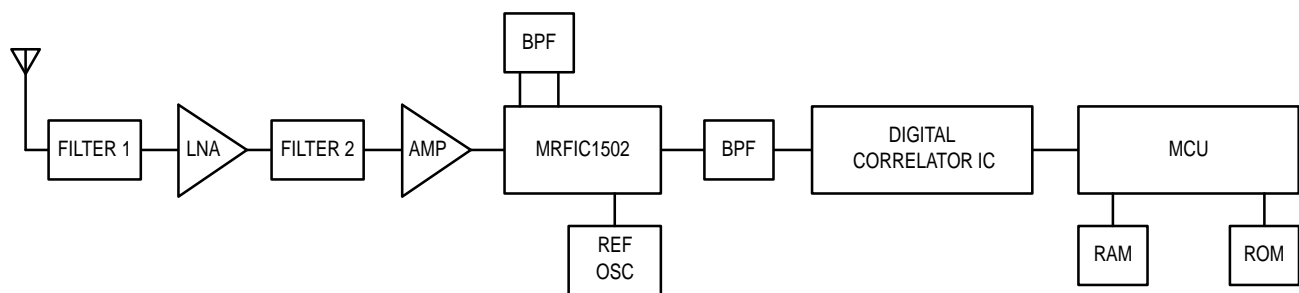 BPF
FILTER 1
LNA
FILTER 2
AMP
MRFIC1502
BPF
DIGITAL
CORRELATOR IC
MCU
REF
OSC
RAM
ROM